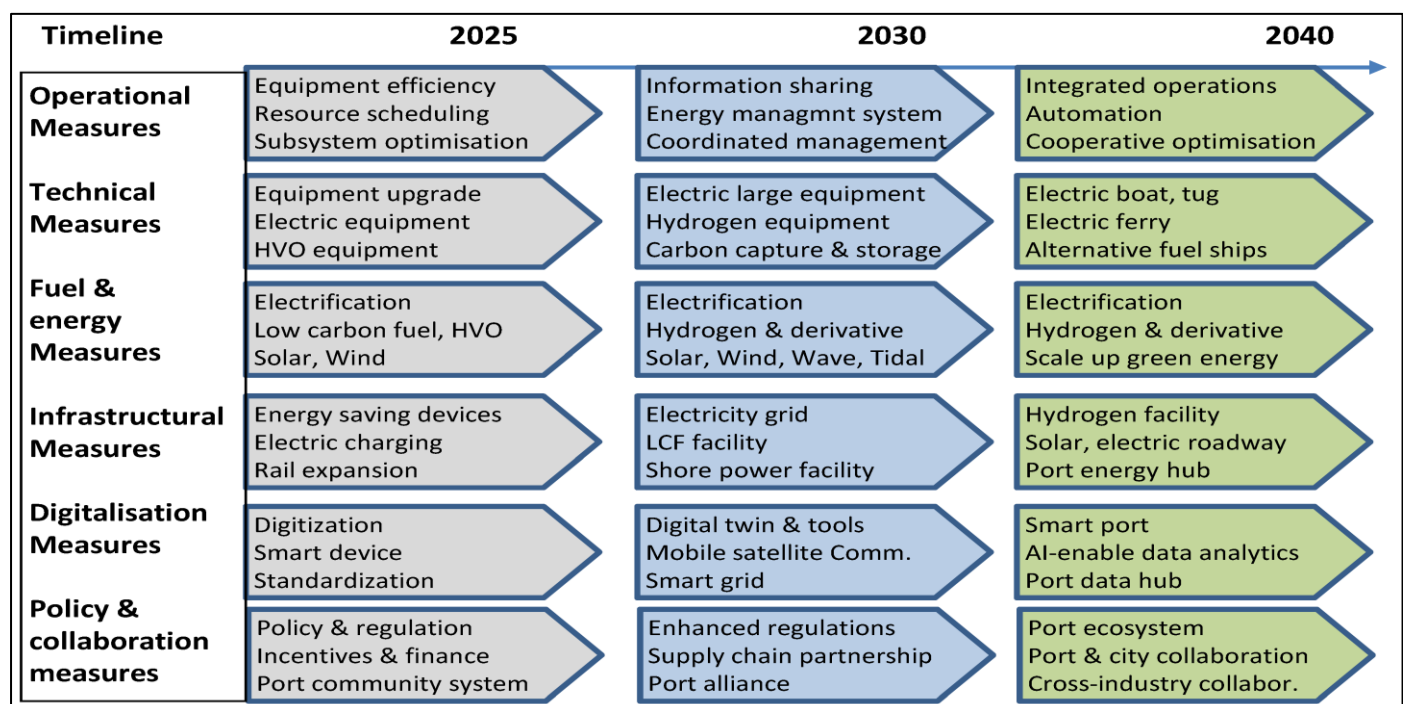 Timeline 2025 2030 2040
Operational
Measures
Equipment efficiency
Resource scheduling
Subsystem optimisation
Information sharing
Energy managmnt system
Coordinated management
Integrated operations
Automation
Cooperative optimisation
Technical
Measures
Equipment upgrade
Electric equipment
HVO equipment
Electric large equipment
Hydrogen equipment
Carbon capture & storage
Electric boat, tug
Electric ferry
Alternative fuel ships
Fuel &
energy
Measures
Electrification
Low carbon fuel, HVO
Solar, Wind
Electrification
Hydrogen & derivative
Solar, Wind, Wave, Tidal
Electrification
Hydrogen & derivative
Scale up green energy
Infrastructural
Measures
Energy saving devices
Electric charging
Rail expansion
Electricity grid
LCF facility
Shore power facility
Hydrogen facility
Solar, electric roadway
Port energy hub
Digitalisation
Measures
Digitization
Smart device
Standardization
Digital twin & tools
Mobile satellite Comm.
Smart grid
Smart port
AI-enable data analytics
Port data hub
Policy &
collaboration
measures
Policy & regulation
Incentives & finance
Port community system
Enhanced regulations
Supply chain partnership
Port alliance
Port ecosystem
Port & city collaboration
Cross-industry collabor.